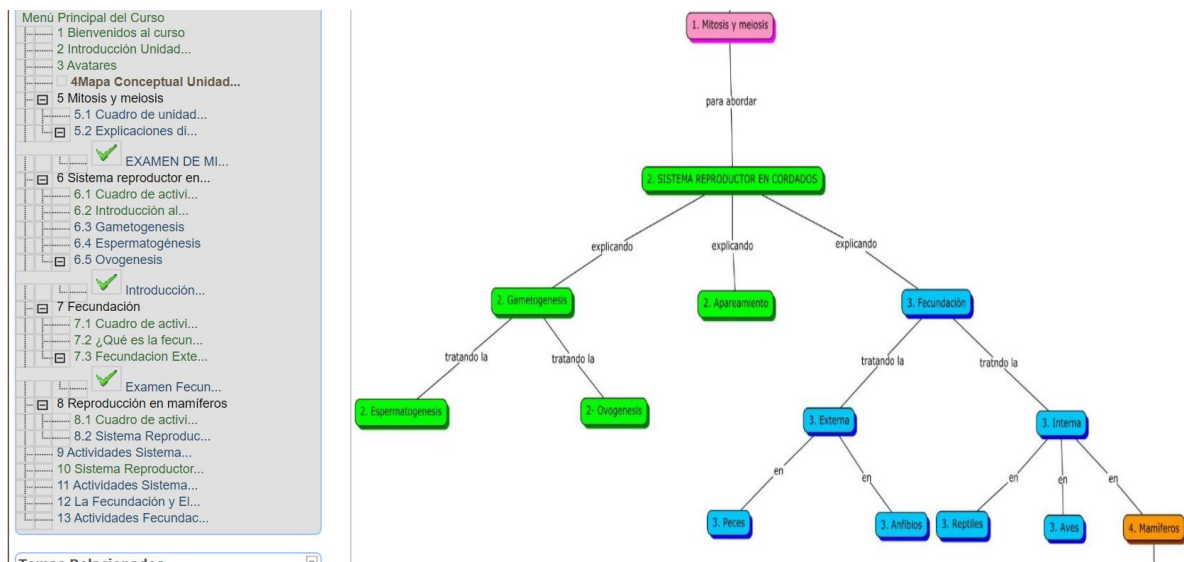 Menú Principal del Curso
1 Bienvenidos al curso
2 Introducción Unidad...
3 Avatares
4Mapa Conceptual Unidad...
5 Mitosis y meiosis
5.1 Cuadro de unidad...
5.2 Explicaciones di...
EXAMEN DE MI...
6 Sistema reproductor en...
6.1 Cuadro de activi...
6.2 Introducción al...
6.3 Gametogenesis
6.4 Espermatogénesis
6.5 Ovogenesis
Introducción...
7 Fecundación
7.1 Cuadro de activi...
7.2 ¿Qué es la fecun...
7.3 Fecundacion Exte...
Examen Fecun...
8 Reproducción en mamíferos
8.1 Cuadro de activi...
8.2 Sistema Reproduc...
9 Actividades Sistema...
10 Sistema Reproductor...
11 Actividades Sistema...
12 La Fecundación y El...
13 Actividades Fecundac...
Temas Relacionados
1. Mitosis y meiosis
para abordar
2. SISTEMA REPRODUCTOR EN CORDADOS
explicando
explicando
explicando
2. Gametogenesis
2. Apareamiento
3. Fecundación
tratando la
tratando la
tratando la
tratndo la
2. Espermatogenesis
2- Ovogenesis
3. Externa
3. Interna
en
en
en
en
en
3. Peces
3. Anfibios
3. Reptiles
3. Aves
4. Mamíferos